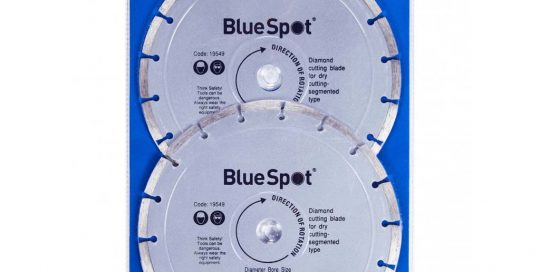 BlueSpot®
Code: 19549
DIRECTION OF ROTATION
Diamond
cutting blade
for dry
cutting-
segmented
type
Think Safety!
Tools can be
dangerous.
Always wear the
right safety
equipment.
BlueSpot®
Code: 19549
DIRECTION OF ROTATION
Diamond
cutting blade
for dry
cutting-
segmented
type
Think Safety!
Tools can be
dangerous.
Always wear the
right safety
equipment.
Diameter Bore Size